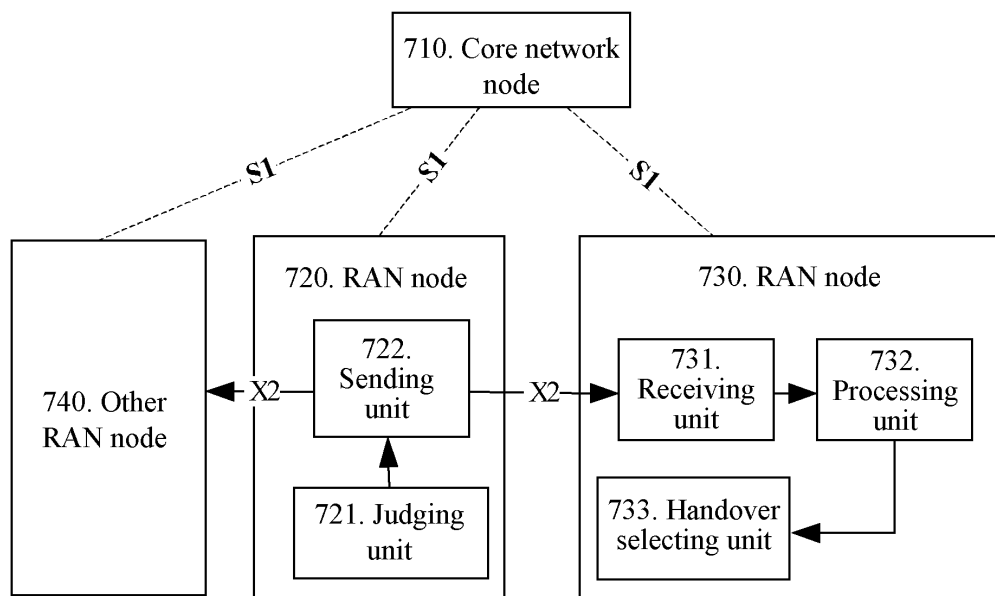 710. Core network
node
S1
S1
S1
720. RAN node
730. RAN node
722.
Sending
unit
731.
Receiving
unit
732.
Processing
unit
X2
X2
740. Other
RAN node
721. Judging
unit
733. Handover
selecting unit